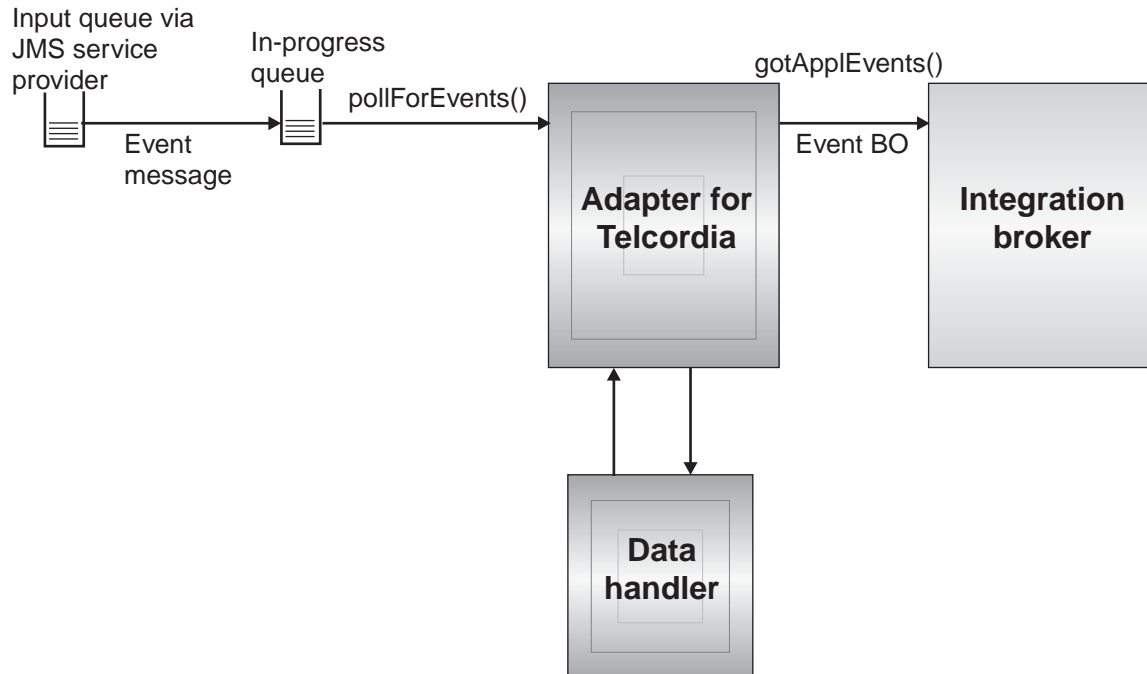 Input queue via
JMS service
provider
In-progress
queue
Event
message
pollForEvents()
gotApplEvents()
Event BO
Adapter for
Telcordia
Integration
broker
Data
handler